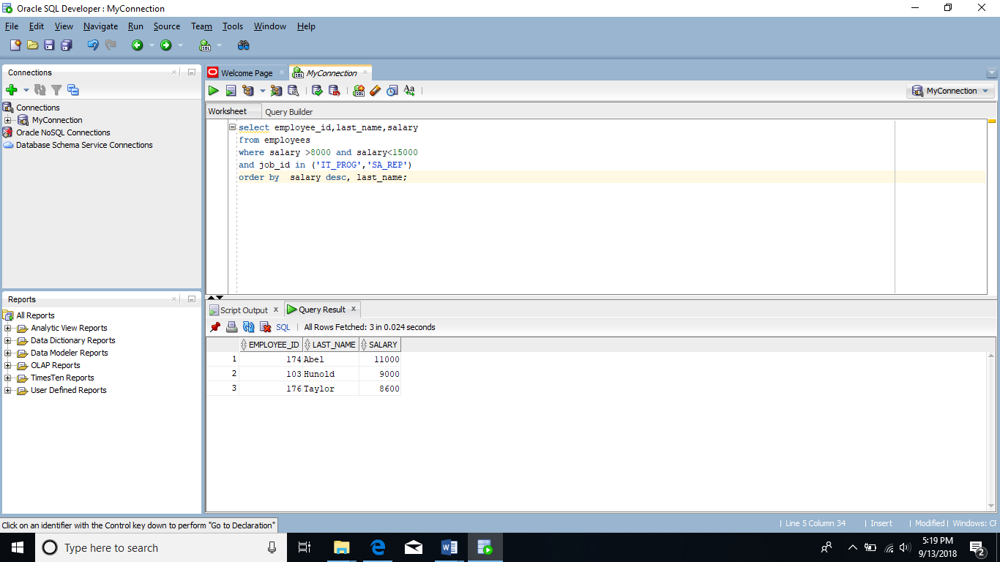 Oracle SQL Developer : MyConnection
File Edit View Navigate Run Source Team Tools Window Help
Connections
Connections
MyConnection
Oracle NoSQL Connections
Database Schema Service Connections
Reports
All Reports
Analytic View Reports
Data Dictionary Reports
Data Modeler Reports
OLAP Reports
TimesTen Reports
User Defined Reports
Welcome Page MyConnection
MyConnection
Worksheet Query Builder
select employee_id,last_name,salary
from employees
where salary >8000 and salary<15000
and job_id in ('IT_PROG','SA_REP')
order by  salary desc, last_name;
Script Output x Query Result x
SQL | All Rows Fetched: 3 in 0.024 seconds
EMPLOYEE_ID LAST_NAME SALARY
1 174 Abel 11000
2 103 Hunold 9000
3 176 Taylor 8600
Click on an identifier with the Control key down to perform "Go to Declaration"
| Line 5 Column 34 | Insert | Modified | Windows:
Type here to search
5:19 PM
9/13/2018
2